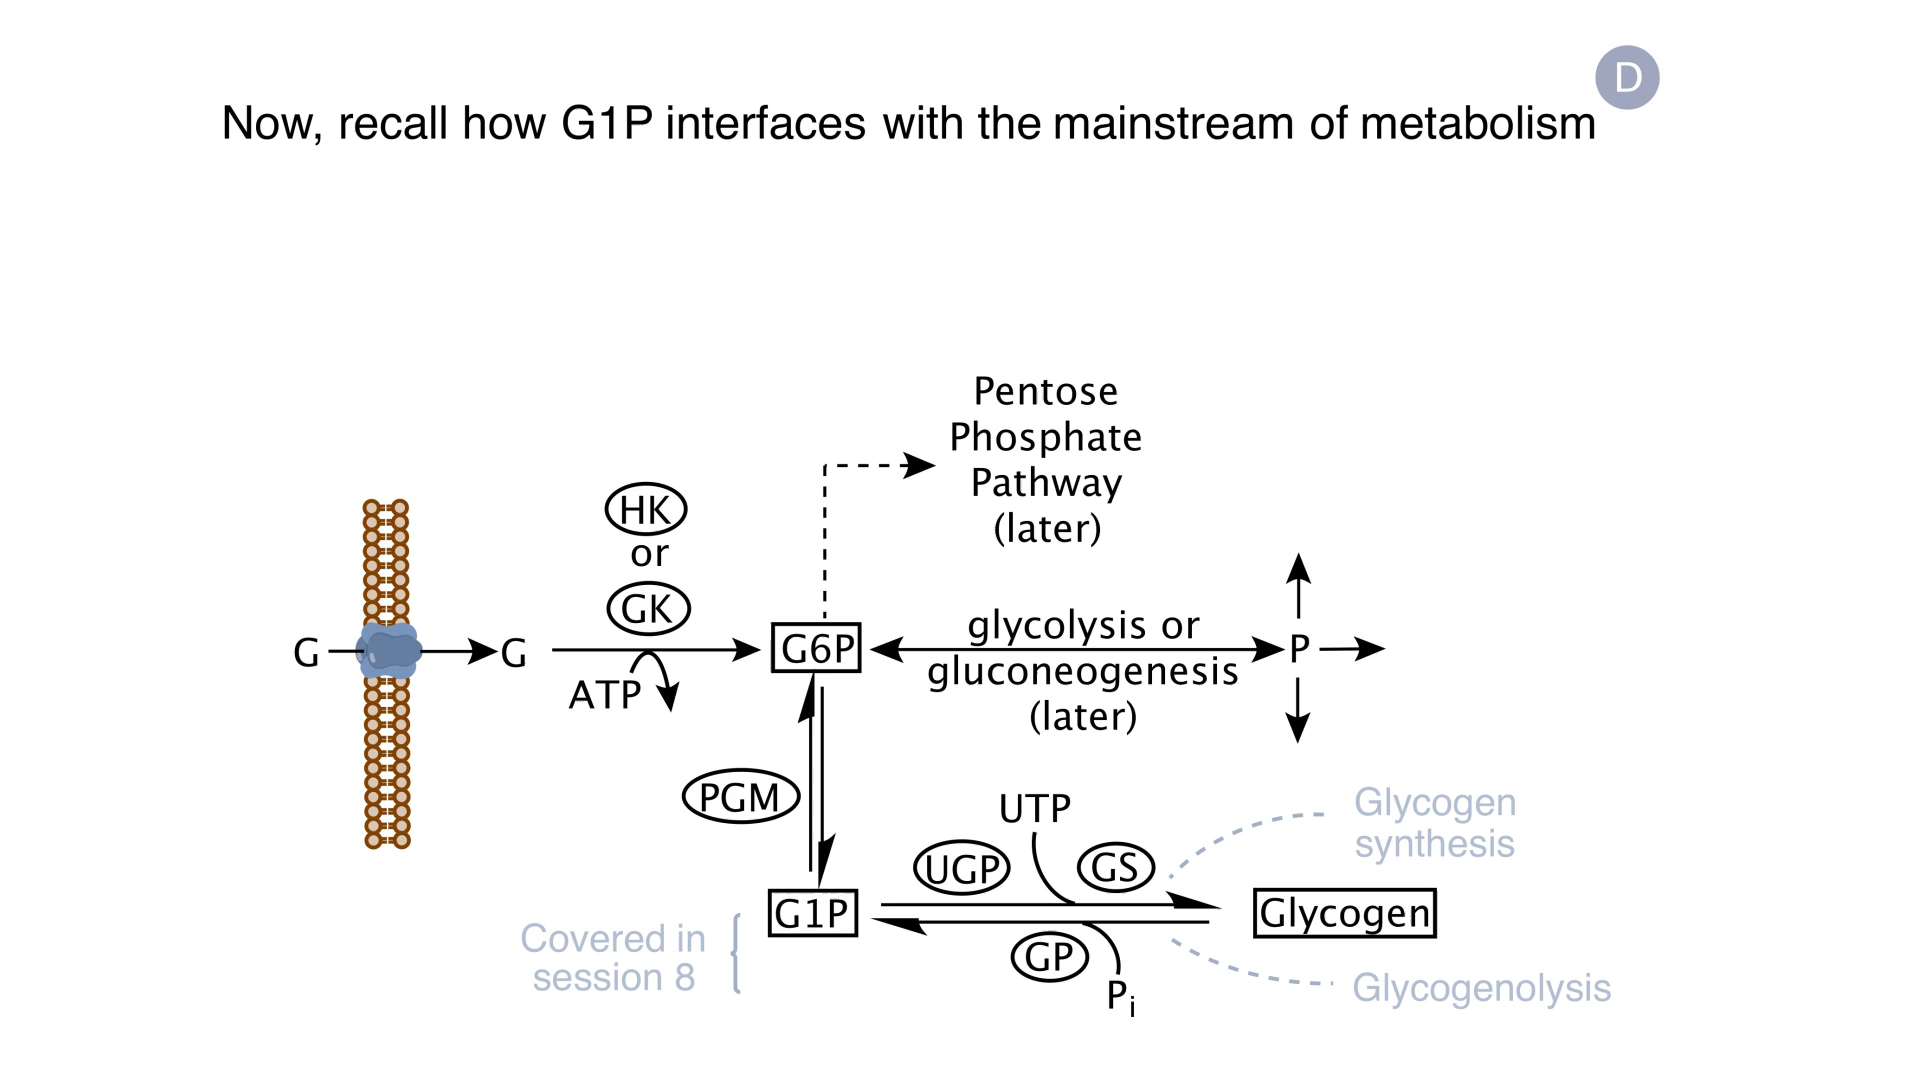 D
Now, recall how G1P interfaces with the mainstream of metabolism
Pentose
Phosphate
Pathway
(later)
HK
or
GK
G
G
ATP
G6P
glycolysis or
gluconeogenesis
(later)
P
PGM
UTP
Glycogen
synthesis
UGP
GS
G1P
Glycogen
Covered in
session 8
GP
Pi
Glycogenolysis